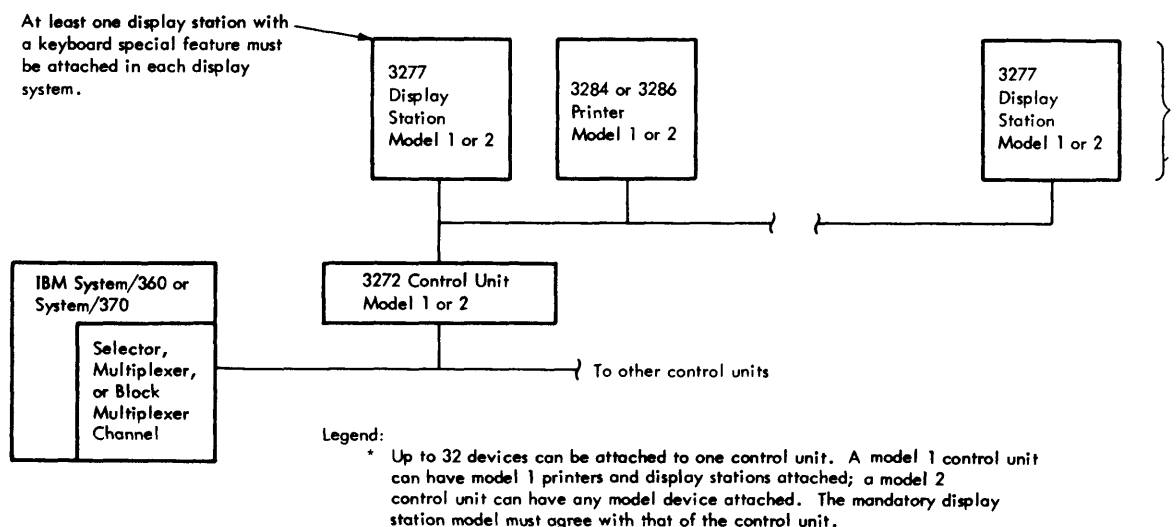 At least one display station with
a keyboard special feature must
be attached in each display
system.
3277
Display
Station
Model 1 or 2
3284 or 3286
Printer
Model 1 or 2
3277
Display
Station
Model 1 or 2
IBM System/360 or
System/370
Selector,
Multiplexer,
or Block
Multiplexer
Channel
3272 Control Unit
Model 1 or 2
To other control units
Legend:
* Up to 32 devices can be attached to one control unit. A model 1 control unit
can have model 1 printers and display stations attached; a model 2
control unit can have any model device attached. The mandatory display
station model must agree with that of the control unit.